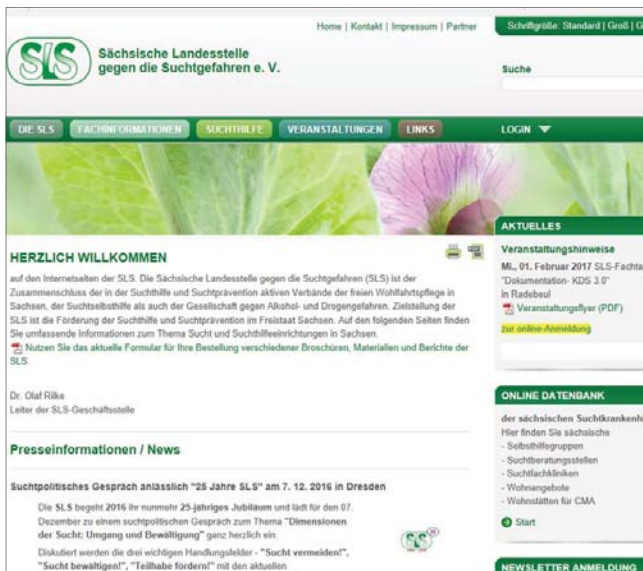 Home | Kontakt | Impressum | Partner
Schriftgröße: Standard | Groß |
SLS
Sächsische Landesstelle
gegen die Suchtgefahren e. V.
Suche
DIE SLS FACHINFORMATIONEN SUCHTHILFE VERANSTALTUNGEN LINKS LOGIN
HERZLICH WILLKOMMEN
auf den Internetseiten der SLS. Die Sächsische Landesstelle gegen die Suchtgefahren (SLS) ist der
Zusammenschluss der in der Suchthilfe und Suchtprävention aktiven Verbände der freien Wohlfahrtspflege in
Sachsen, der Suchtselbsthilfe als auch der Gesellschaft gegen Alkohol- und Drogengefahren. Zielstellung der
SLS ist die Förderung der Suchthilfe und Suchtprävention im Freistaat Sachsen. Auf den folgenden Seiten finden
Sie umfassende Informationen zum Thema Sucht und Suchthilfeeinrichtungen in Sachsen.
Nutzen Sie das aktuelle Formular für Ihre Bestellung verschiedener Broschüren, Materialien und Berichte der
SLS.
Dr. Olaf Rilke
Leiter der SLS-Geschäftsstelle
Presseinformationen / News
Suchtpolitisches Gespräch anlässlich "25 Jahre SLS" am 7. 12. 2016 in Dresden
Die SLS begeht 2016 ihr nunmehr 25-jähriges Jubiläum und lädt für den 07.
Dezember zu einem suchtpolitischen Gespräch zum Thema "Dimensionen
der Sucht: Umgang und Bewältigung" ganz herzlich ein.
Diskutiert werden die drei wichtigen Handlungsfelder - "Sucht vermeiden!",
"Sucht bewältigen!", "Teilhabe fördern!" mit den aktuellen
SLS
AKTUELLES
Veranstaltungshinweise
Mi., 01. Februar 2017 SLS-Fachta
"Dokumentation- KDS 3.0"
in Radebeul
Veranstaltungsflyer (PDF)
zur online-Anmeldung
ONLINE DATENBANK
der sächsischen Suchtkrankenh
Hier finden Sie sächsische
- Selbsthilfegruppen
- Suchtberatungsstellen
- Suchtfachkliniken
- Wohnangebote
- Wohnstätten für CMA
Start
NEWSLETTER ANMELDUNG